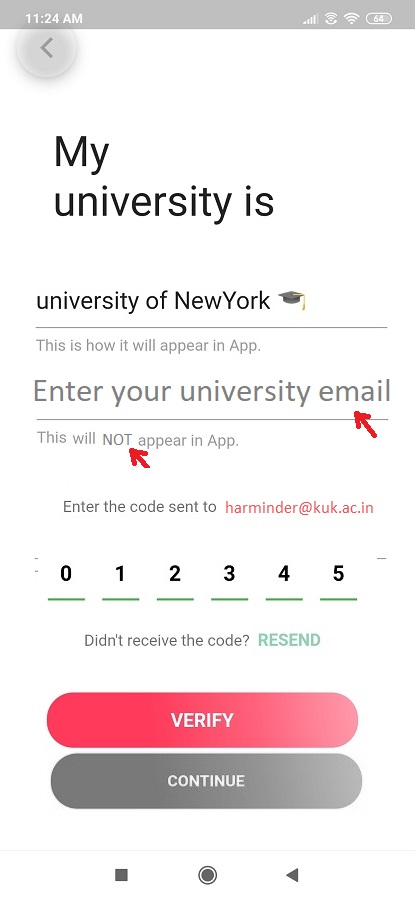 11:24 AM
64
My
university is
university of NewYork 🎓
This is how it will appear in App.
Enter your university email
This will NOT appear in App.
Enter the code sent to harminder@kuk.ac.in
0 1 2 3 4 5
Didn't receive the code? RESEND
VERIFY
CONTINUE